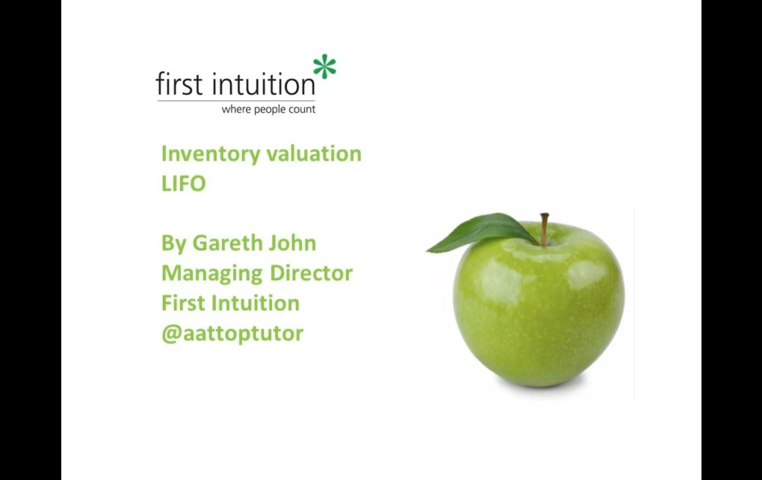 first intuition
where people count
Inventory valuation
LIFO
By Gareth John
Managing Director
First Intuition
@aattoptutor